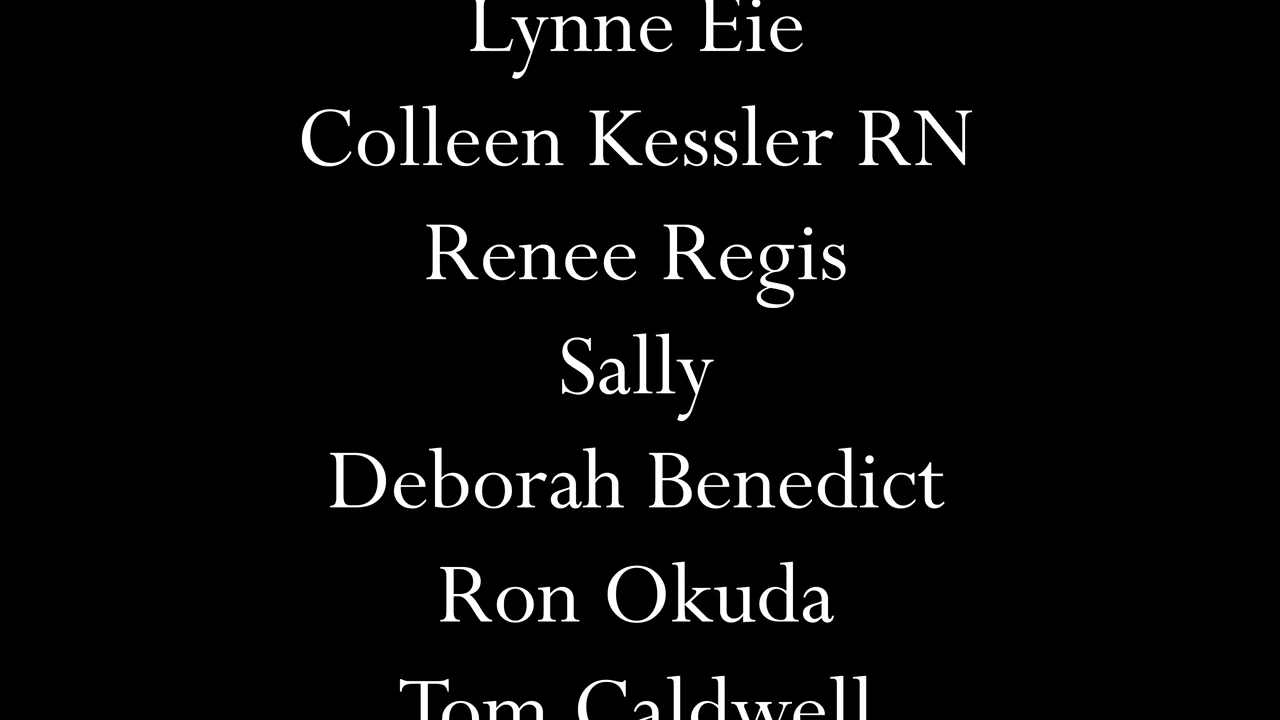 Lynne Eie
Colleen Kessler RN
Renee Regis
Sally
Deborah Benedict
Ron Okuda
Tom Caldwell